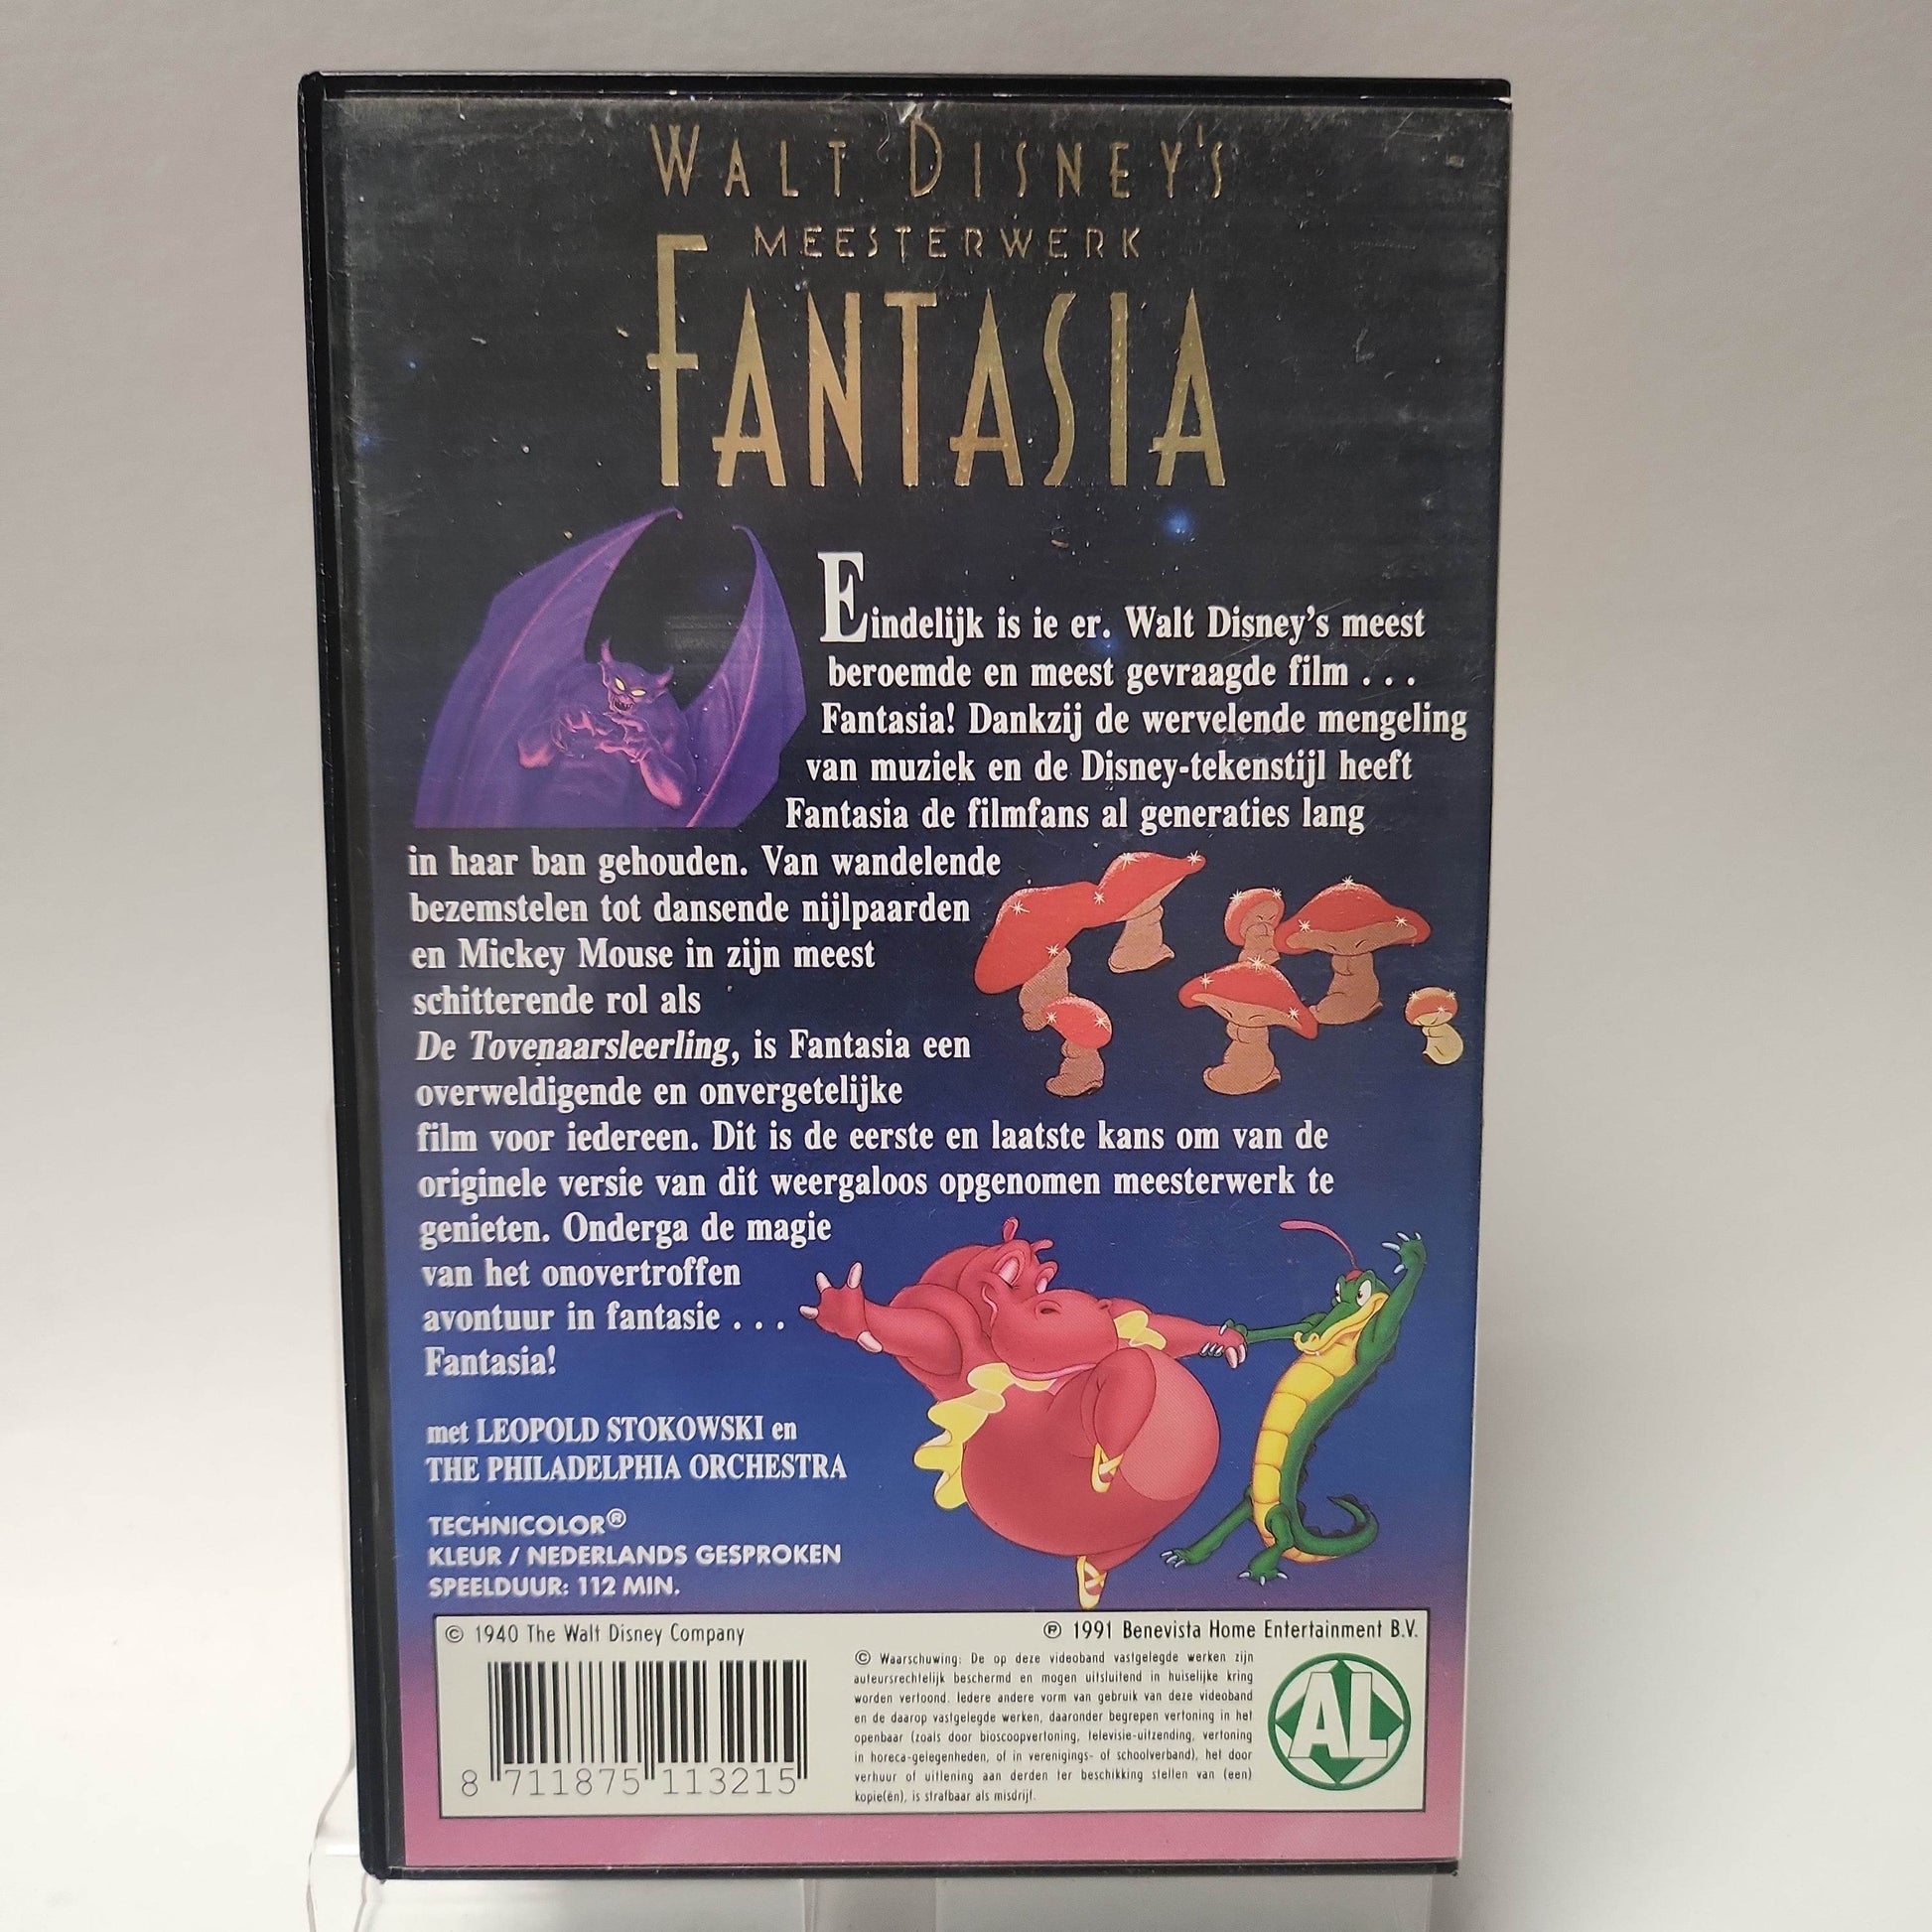 WALT DISNEY'S
MEESTERWERK
FANTASIA
Eindelijk is ie er. Walt Disney's meest
beroemde en meest gevraagde film . . .
Fantasia! Dankzij de wervelende mengeling
van muziek en de Disney-tekenstijl heeft
Fantasia de filmfans al generaties lang
in haar ban gehouden. Van wandelende
bezemstelen tot dansende nijlpaarden
en Mickey Mouse in zijn meest
schitterende rol als
De Tovenaarsleerling, is Fantasia een
overweldigende en onvergetelijke
film voor iedereen. Dit is de eerste en laatste kans om van de
originele versie van dit weergaloos opgenomen meesterwerk te
genieten. Onderga de magie
van het onovertroffen
avontuur in fantasie . . .
Fantasia!
met LEOPOLD STOKOWSKI en
THE PHILADELPHIA ORCHESTRA
TECHNICOLOR®
KLEUR / NEDERLANDS GESPROKEN
SPEELDUUR: 112 MIN.
© 1940 The Walt Disney Company
℗ 1991 Benevista Home Entertainment B.V.
© Waarschuwing: De op deze videoband vastgelegde werken zijn
auteursrechtelijk beschermd en mogen uitsluitend in huiselijke kring
worden vertoond. Iedere andere vorm van gebruik van deze videoband
en de daarop vastgelegde werken, daaronder begrepen vertoning in het
openbaar (zoals door bioscoopvertoning, televisie-uitzending, vertoning
in horeca-gelegenheden, of in verenigings- of schoolverband), het door
verhuur of uitlening aan derden ter beschikking stellen van (een)
kopie(ën), is strafbaar als misdrijf.
AL
8 711875 113215